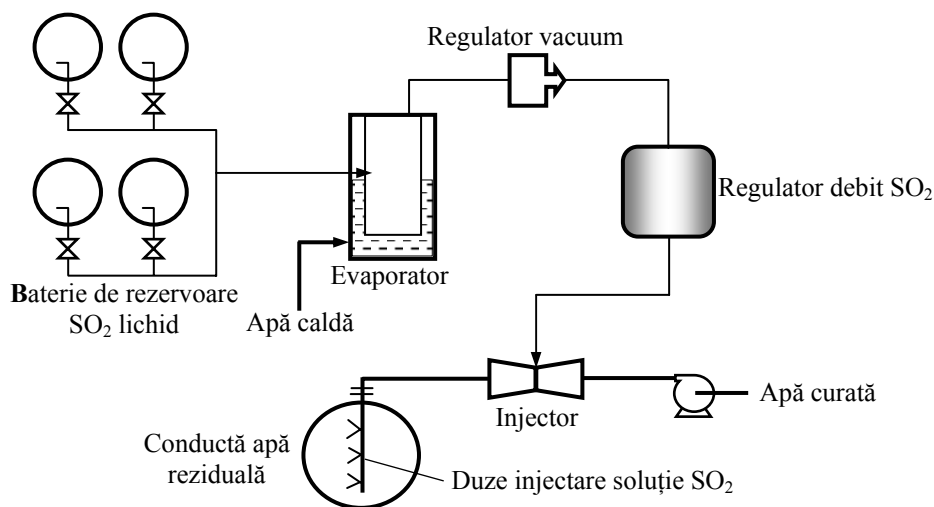 Regulator vacuum
Regulator debit SO₂
Evaporator
Baterie de rezervoare
SO₂ lichid
Apă caldă
Injector
Apă curată
Conductă apă
reziduală
Duze injectare soluție SO₂